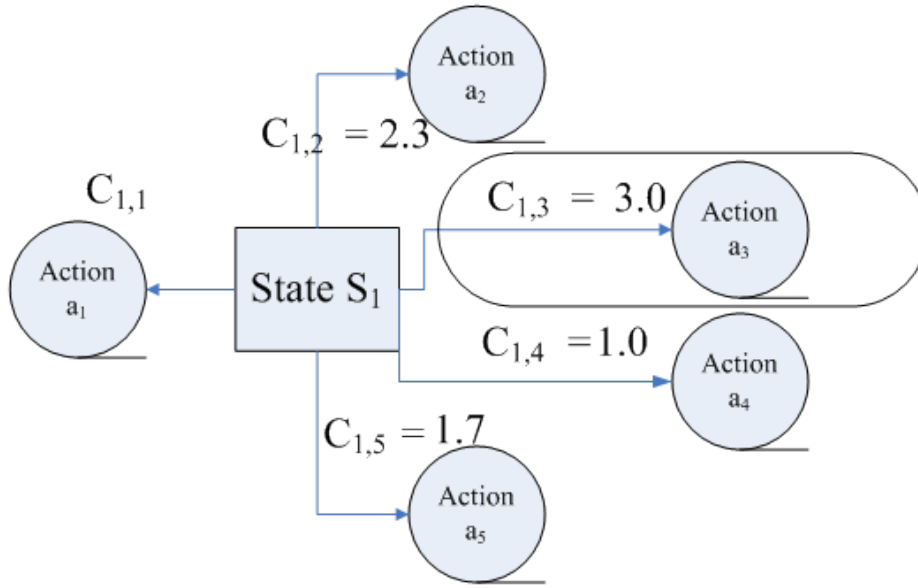 Action
a₂
C₁,₂ = 2.3
C₁,₁
C₁,₃ = 3.0
Action
a₃
Action
a₁
State S₁
C₁,₄ =1.0
Action
a₄
C₁,₅ = 1.7
Action
a₅